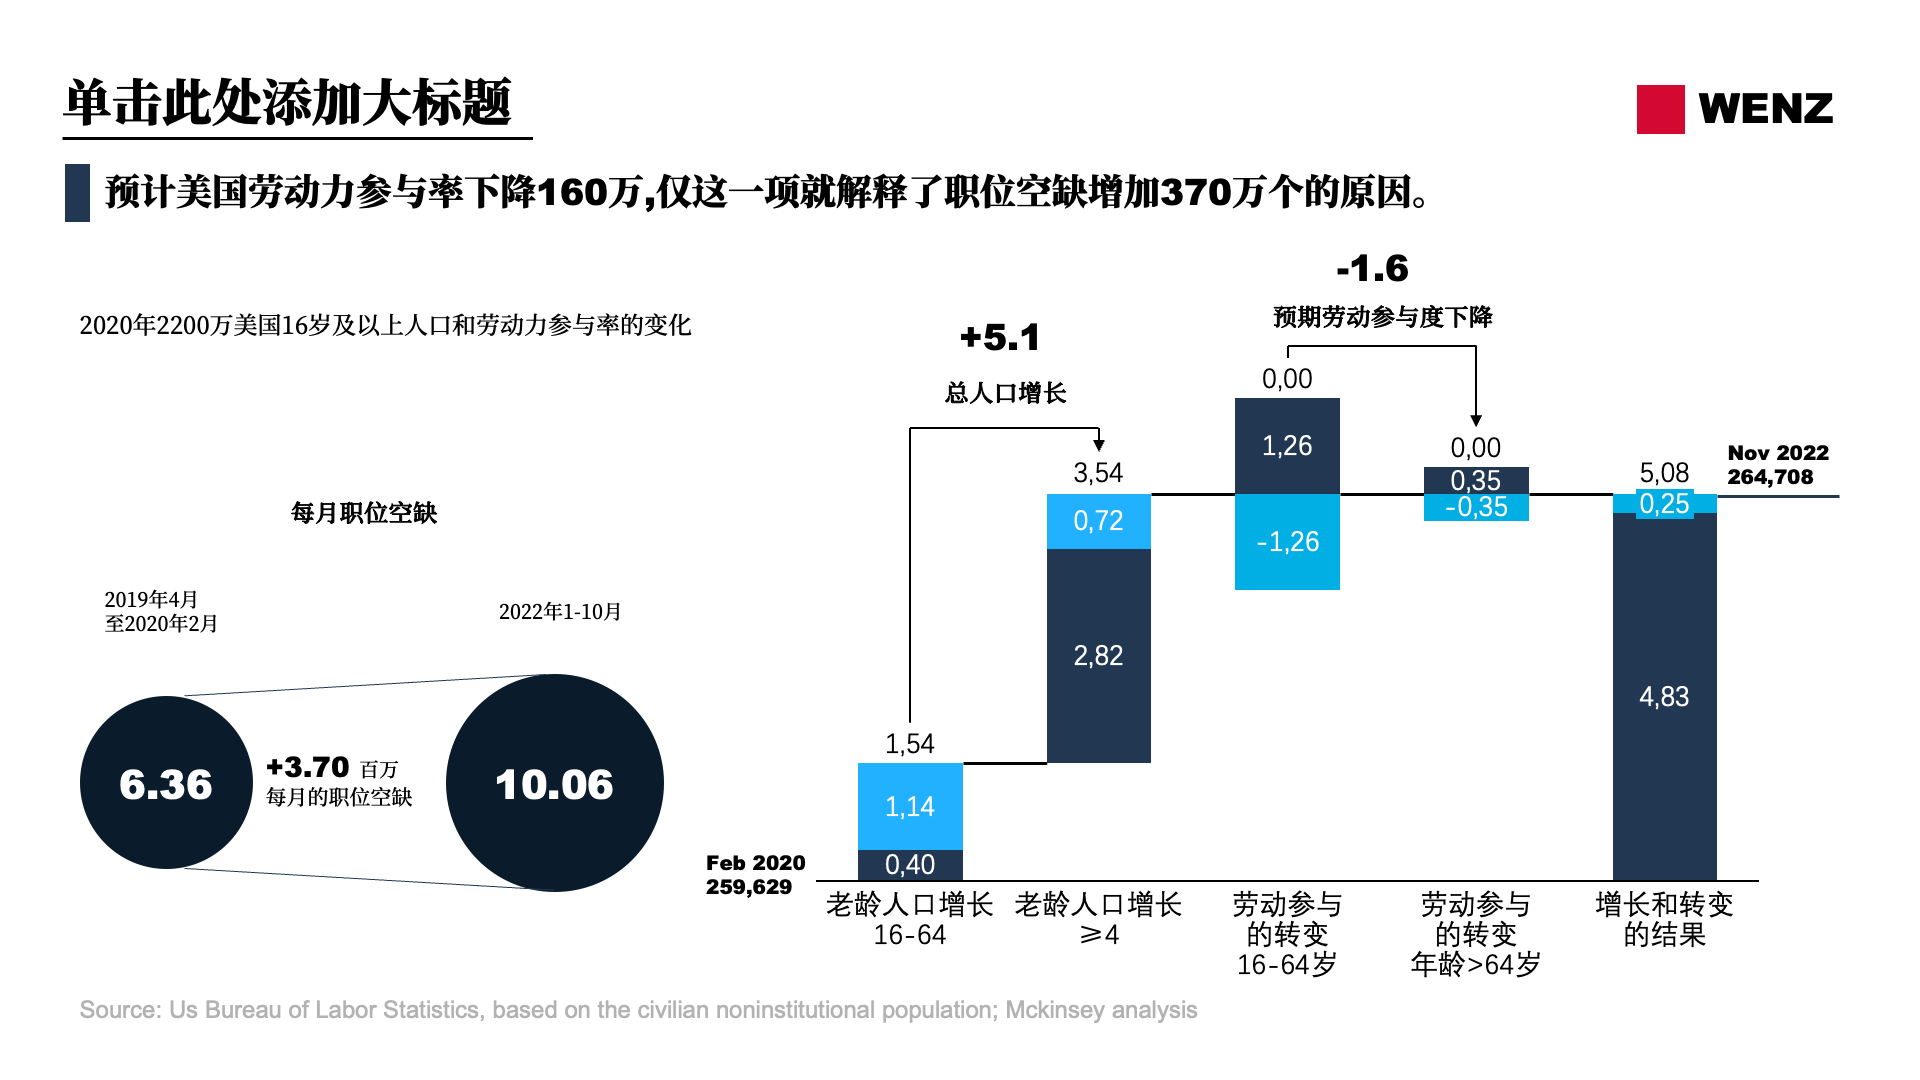 单击此处添加大标题
WENZ
预计美国劳动力参与率下降160万,仅这一项就解释了职位空缺增加370万个的原因。
2020年2200万美国16岁及以上人口和劳动力参与率的变化
每月职位空缺
2019年4月
至2020年2月
2022年1-10月
6.36
+3.70 百万
每月的职位空缺
10.06
+5.1
总人口增长
-1.6
预期劳动参与度下降
1,54
1,14
0,40
3,54
0,72
2,82
0,00
1,26
-1,26
0,00
0,35
-0,35
5,08
0,25
4,83
Nov 2022
264,708
Feb 2020
259,629
老龄人口增长
16-64
老龄人口增长
≥4
劳动参与
的转变
16-64岁
劳动参与
的转变
年龄>64岁
增长和转变
的结果
Source: Us Bureau of Labor Statistics, based on the civilian noninstitutional population; Mckinsey analysis